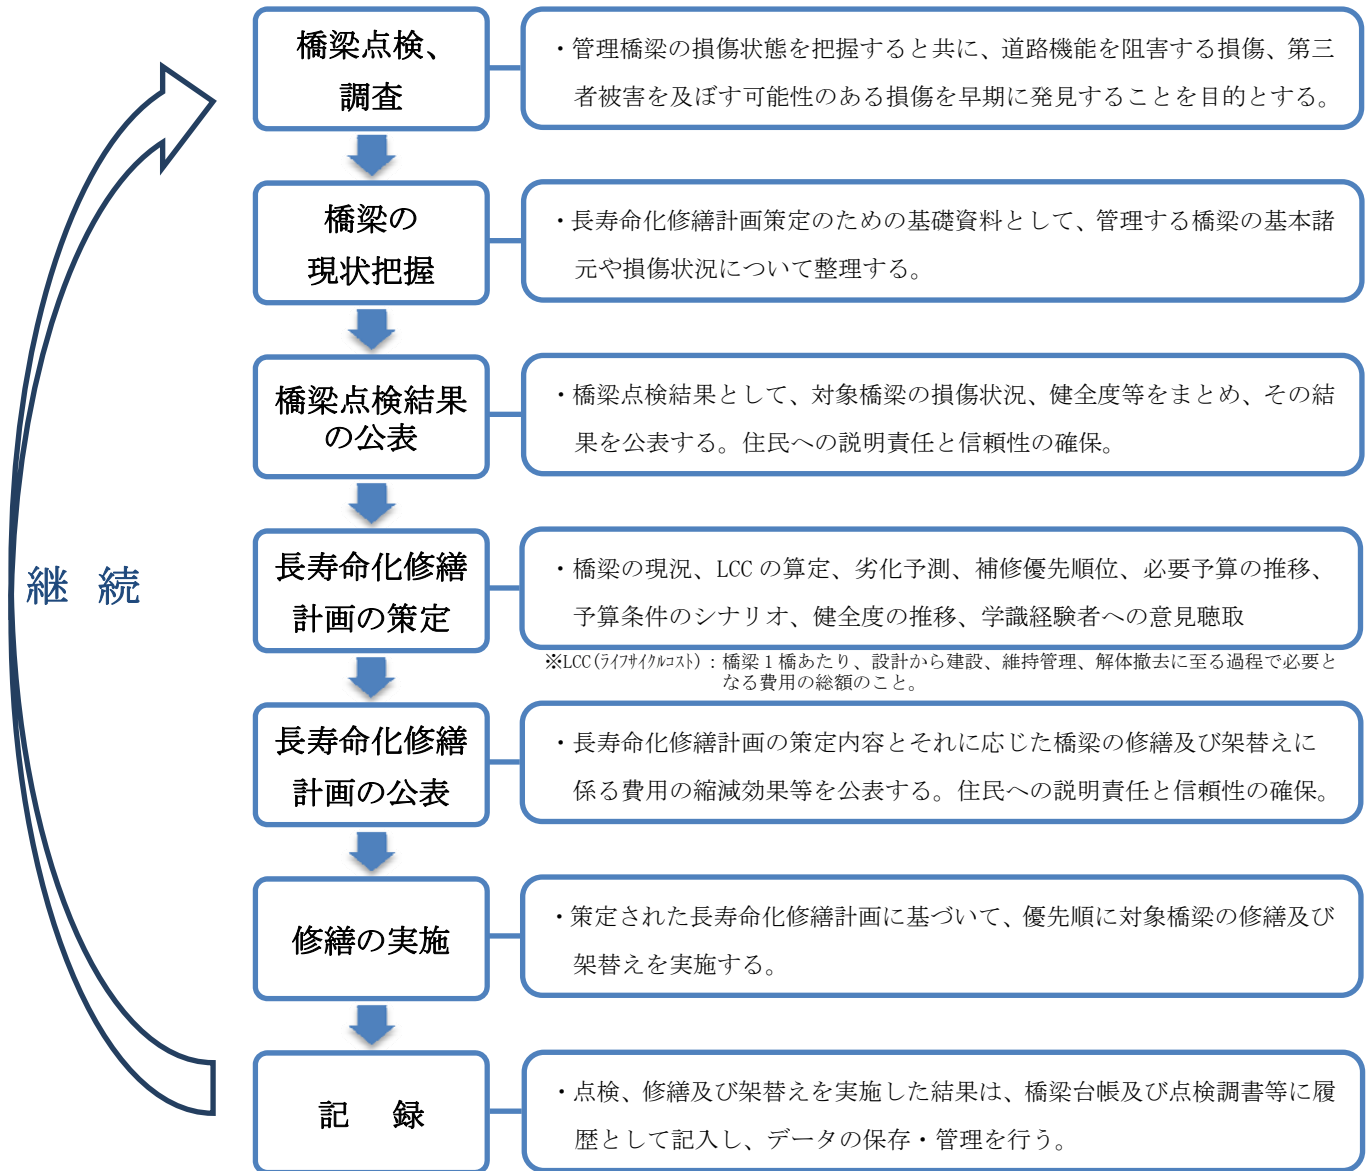 橋梁点検、
調査
・管理橋梁の損傷状態を把握すると共に、道路機能を阻害する損傷、第三
者被害を及ぼす可能性のある損傷を早期に発見することを目的とする。
橋梁の
現状把握
・長寿命化修繕計画策定のための基礎資料として、管理する橋梁の基本諸
元や損傷状況について整理する。
橋梁点検結果
の公表
・橋梁点検結果として、対象橋梁の損傷状況、健全度等をまとめ、その結
果を公表する。住民への説明責任と信頼性の確保。
継 続
長寿命化修繕
計画の策定
・橋梁の現況、LCC の算定、劣化予測、補修優先順位、必要予算の推移、
予算条件のシナリオ、健全度の推移、学識経験者への意見聴取
※LCC(ﾗｲﾌｻｲｸﾙｺｽﾄ)：橋梁１橋あたり、設計から建設、維持管理、解体撤去に至る過程で必要と
なる費用の総額のこと。
長寿命化修繕
計画の公表
・長寿命化修繕計画の策定内容とそれに応じた橋梁の修繕及び架替えに
係る費用の縮減効果等を公表する。住民への説明責任と信頼性の確保。
修繕の実施
・策定された長寿命化修繕計画に基づいて、優先順に対象橋梁の修繕及び
架替えを実施する。
記　録
・点検、修繕及び架替えを実施した結果は、橋梁台帳及び点検調書等に履
歴として記入し、データの保存・管理を行う。